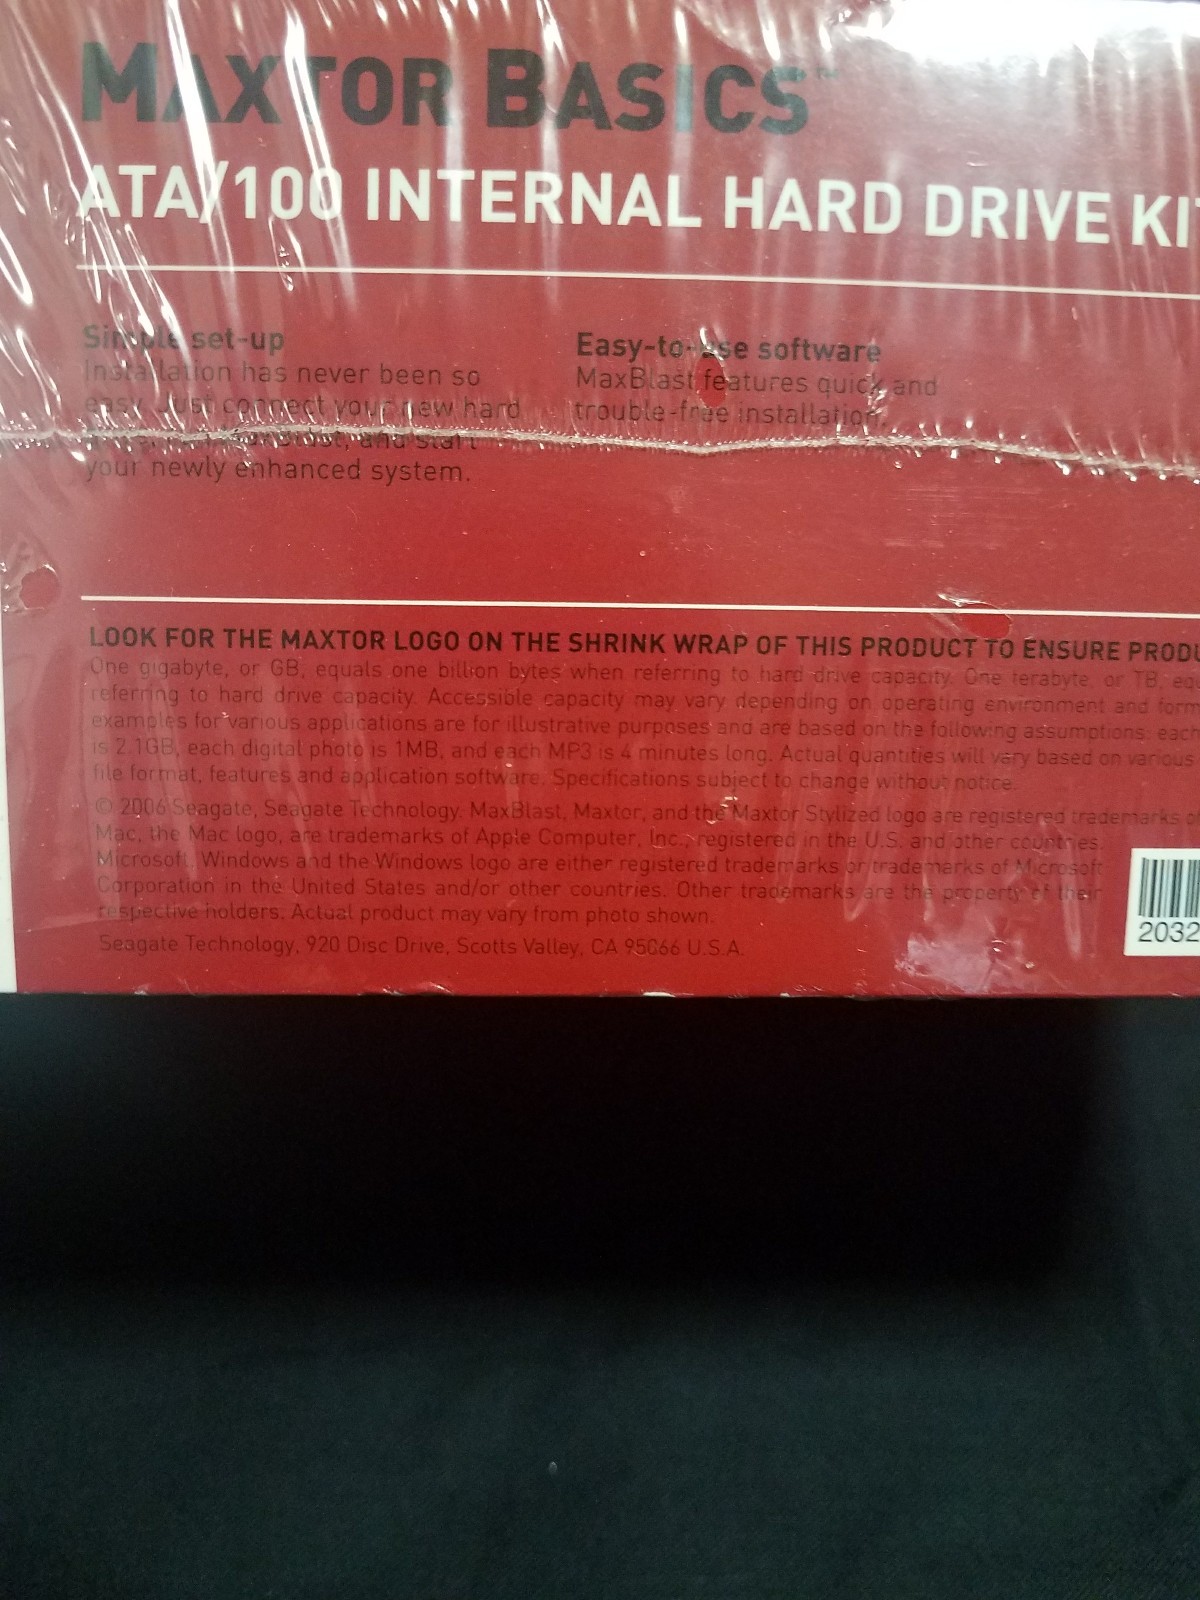 MAXTOR BASICS™
ATA/100 INTERNAL HARD DRIVE KIT
Simple set-up
Installation has never been so
easy. Just connect your new hard
and start
your newly enhanced system.
Easy-to-use software
MaxBlast features quick and
trouble-free installation.
LOOK FOR THE MAXTOR LOGO ON THE SHRINK WRAP OF THIS PRODUCT TO ENSURE PRODU
One gigabyte, or GB, equals one billion bytes when referring to hard drive capacity. One terabyte, or TB, equ
referring to hard drive capacity. Accessible capacity may vary depending on operating environment and form
examples for various applications are for illustrative purposes and are based on the following assumptions: each
is 2.1GB, each digital photo is 1MB, and each MP3 is 4 minutes long. Actual quantities will vary based on various
file format, features and application software. Specifications subject to change without notice.
© 2006 Seagate, Seagate Technology. MaxBlast, Maxtor, and the Maxtor Stylized logo are registered trademarks of
Mac, the Mac logo, are trademarks of Apple Computer, Inc., registered in the U.S. and other countries.
Microsoft, Windows and the Windows logo are either registered trademarks or trademarks of Microsoft
Corporation in the United States and/or other countries. Other trademarks are the property of their
respective holders. Actual product may vary from photo shown.
Seagate Technology, 920 Disc Drive, Scotts Valley, CA 95066 U.S.A.
2032